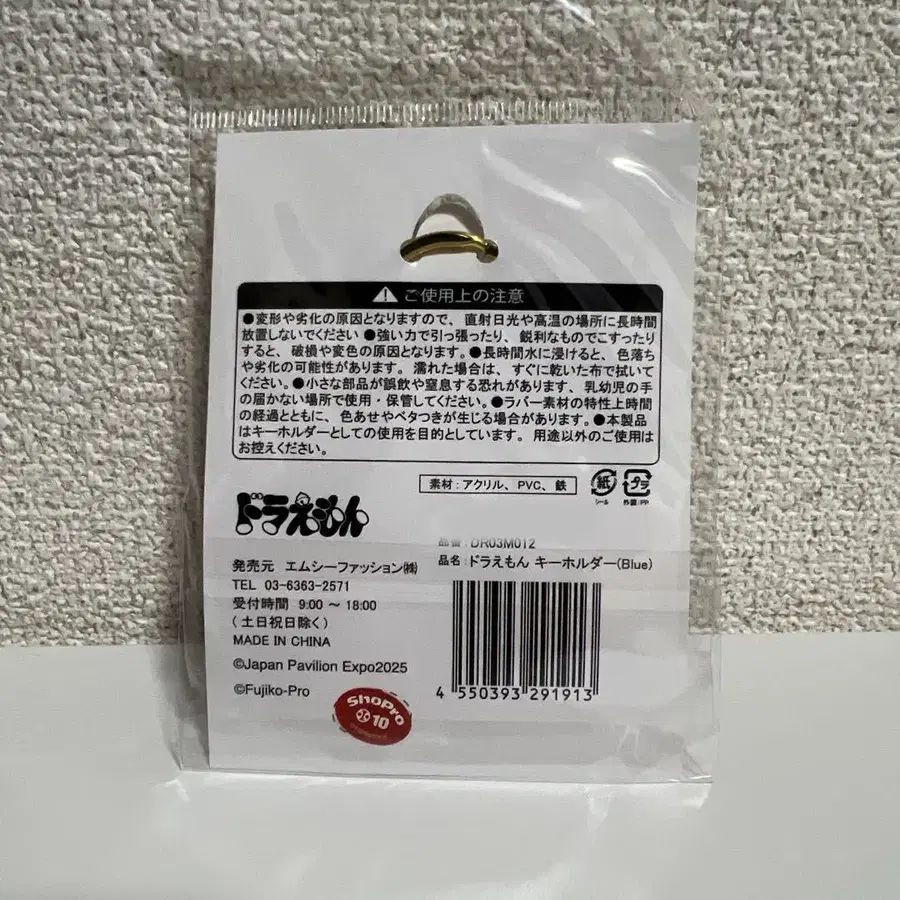 ご使用上の注意
●変形や劣化の原因となりますので、直射日光や高温の場所に長時間
放置しないでください ●強い力で引っ張ったり、鋭利なものでこすったり
すると、破損や変色の原因となります。●長時間水に浸けると、色落ち
や劣化の可能性があります。濡れた場合は、すぐに乾いた布で拭いて
ください。●小さな部品が誤飲や窒息する恐れがあります、乳幼児の手
の届かない場所で使用・保管してください。●ラバー素材の特性上時間
の経過とともに、色あせやベタつきが生じる場合があります。●本製品
はキーホルダーとしての使用を目的としています。用途以外のご使用は
お控えください。
素材：アクリル、PVC、鉄
紙
シール
プラ
外袋：PP
ドラえもん
品番：DR03M012
品名：ドラえもん キーホルダー(Blue)
発売元 エムシーファッション㈱
TEL 03-6363-2571
受付時間 9:00 ～ 18:00
(土日祝日除く)
MADE IN CHINA
©Japan Pavilion Expo2025
©Fujiko-Pro
4 550393 291913
ShoPro
10